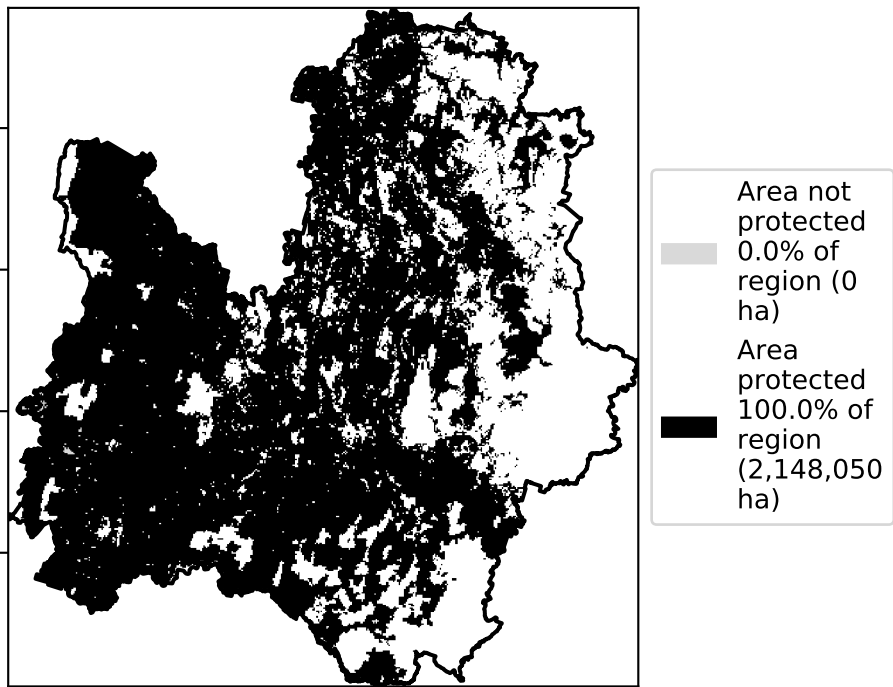 Area not
protected
0.0% of
region (0
ha)
Area
protected
100.0% of
region
(2,148,050
ha)